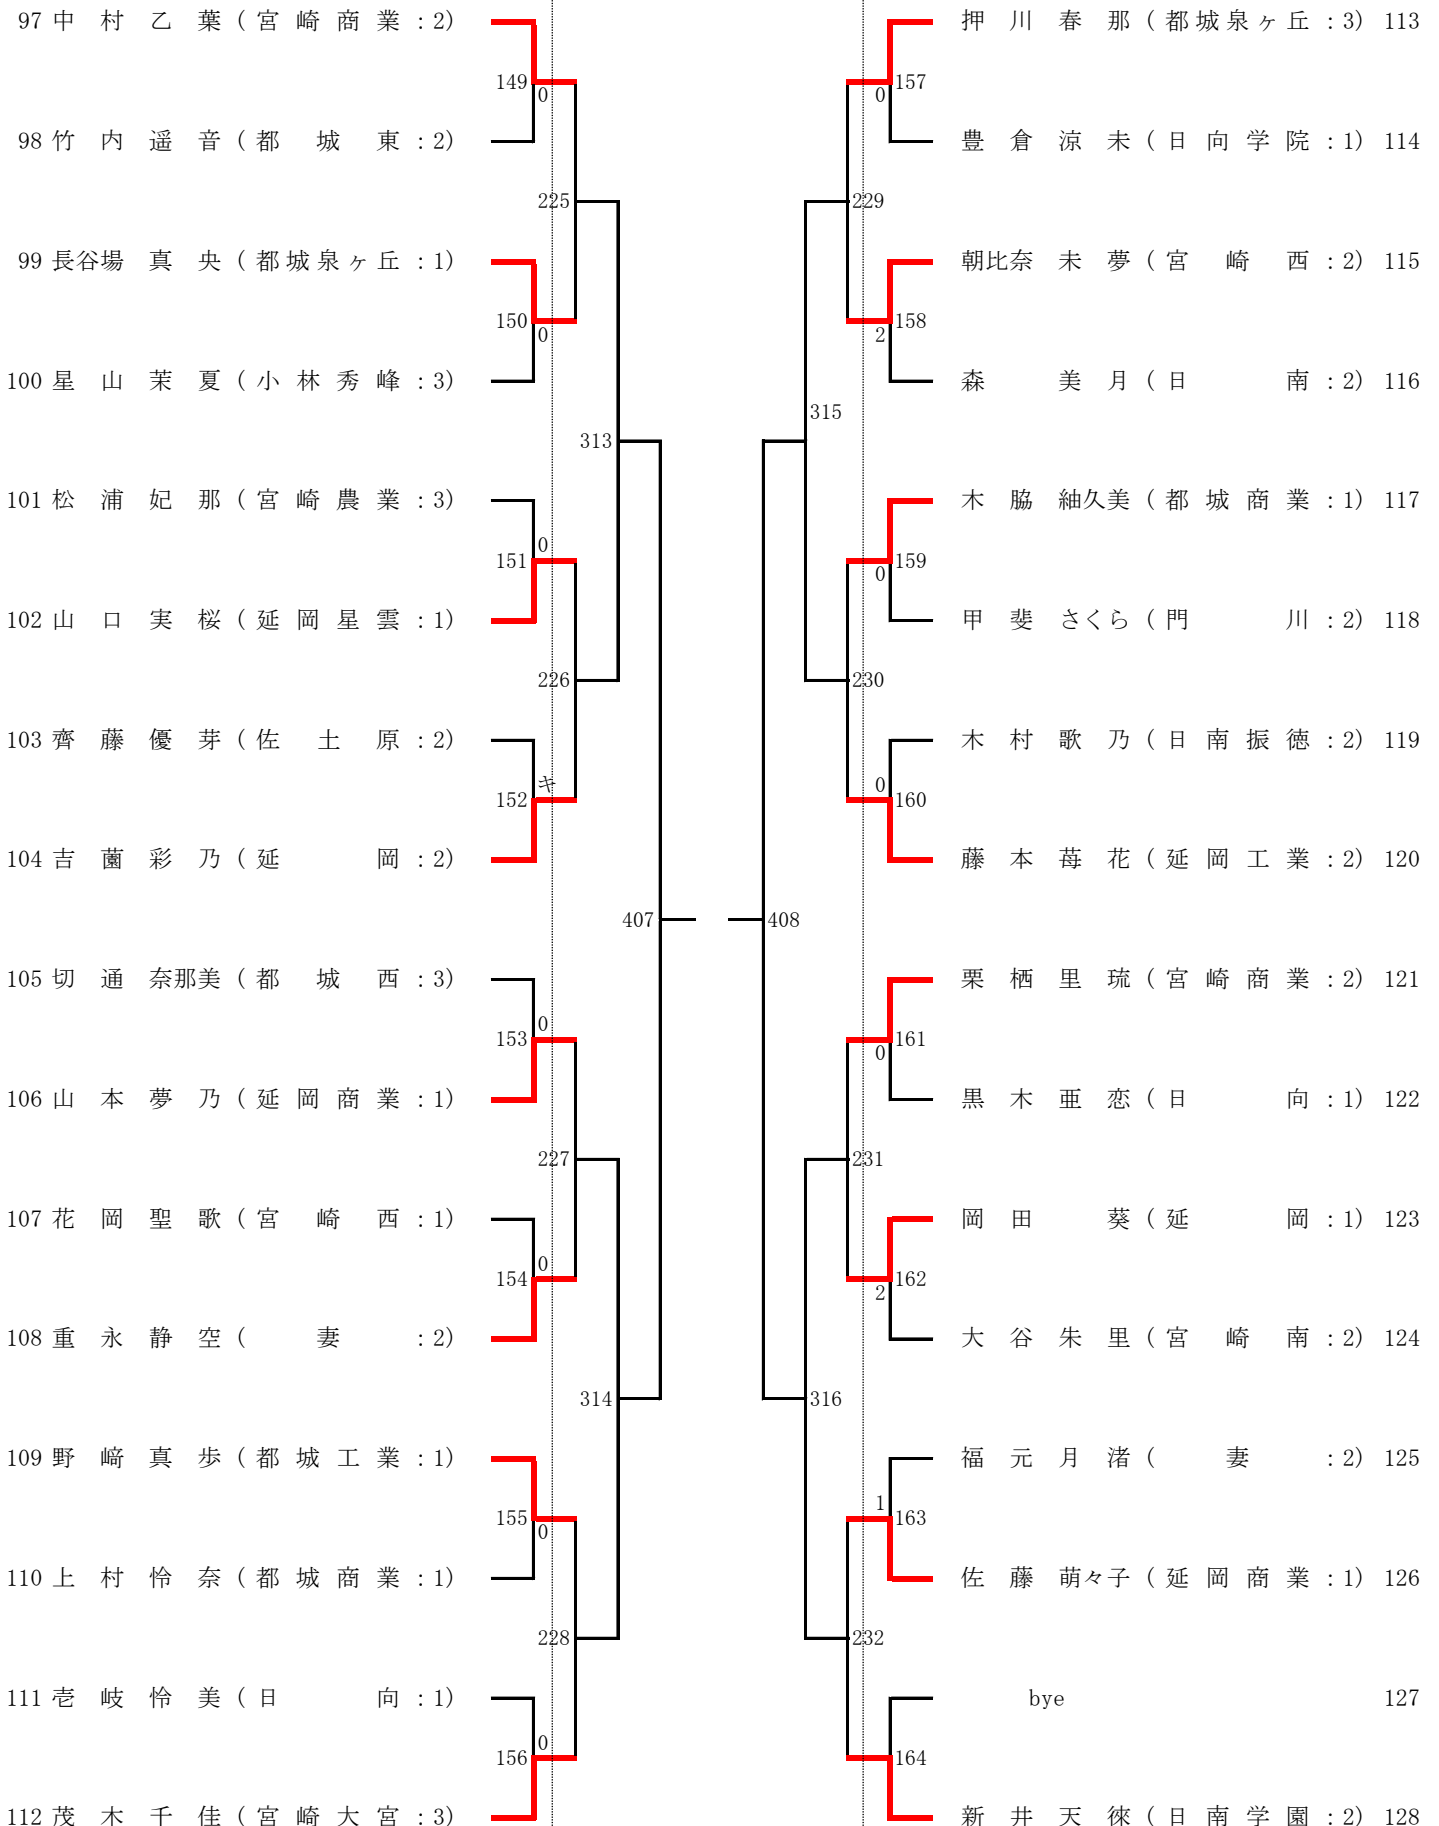 97 中村乙葉 (宮崎商業:2)
149
0
98 竹内遥音 (都城東:2)
225
99 長谷場真央 (都城泉ヶ丘:1)
150
0
100 星山茉夏 (小林秀峰:3)
313
101 松浦妃那 (宮崎農業:3)
0
151
102 山口実桜 (延岡星雲:1)
226
103 齊藤優芽 (佐土原:2)
キ
152
104 吉薗彩乃 (延岡:2)
407
105 切通奈那美 (都城西:3)
0
153
106 山本夢乃 (延岡商業:1)
227
107 花岡聖歌 (宮崎西:1)
0
154
108 重永静空 (妻:2)
314
109 野﨑真歩 (都城工業:1)
155
0
110 上村怜奈 (都城商業:1)
228
111 壱岐怜美 (日向:1)
0
156
112 茂木千佳 (宮崎大宮:3)
押川春那 (都城泉ヶ丘:3) 113
157
0
豊倉涼未 (日向学院:1) 114
229
朝比奈未夢 (宮崎西:2) 115
158
2
森美月 (日南:2) 116
315
木脇紬久美 (都城商業:1) 117
159
0
甲斐さくら (門川:2) 118
230
木村歌乃 (日南振徳:2) 119
0
160
藤本苺花 (延岡工業:2) 120
408
栗栖里琉 (宮崎商業:2) 121
161
0
黒木亜恋 (日向:1) 122
231
岡田葵 (延岡:1) 123
162
2
大谷朱里 (宮崎南:2) 124
316
福元月渚 (妻:2) 125
1
163
佐藤萌々子 (延岡商業:1) 126
232
bye 127
164
新井天徠 (日南学園:2) 128